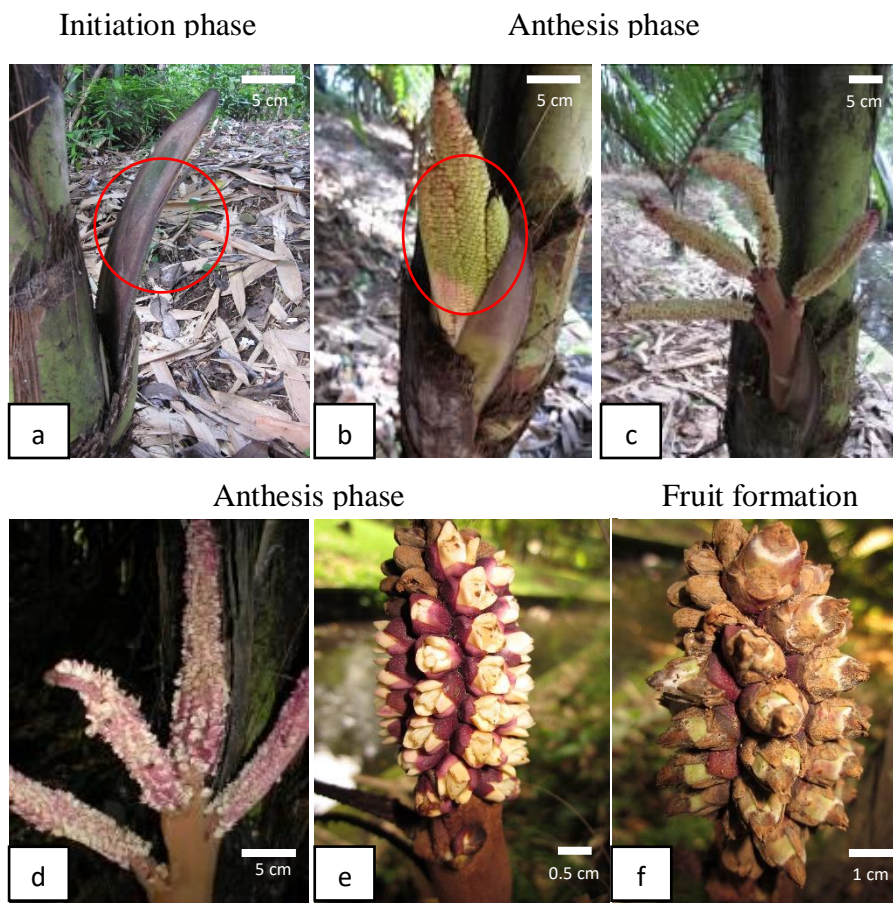 Initiation phase
Anthesis phase
5 cm
5 cm
5 cm
a
b
c
Anthesis phase
Fruit formation
5 cm
0.5 cm
1 cm
d
e
f